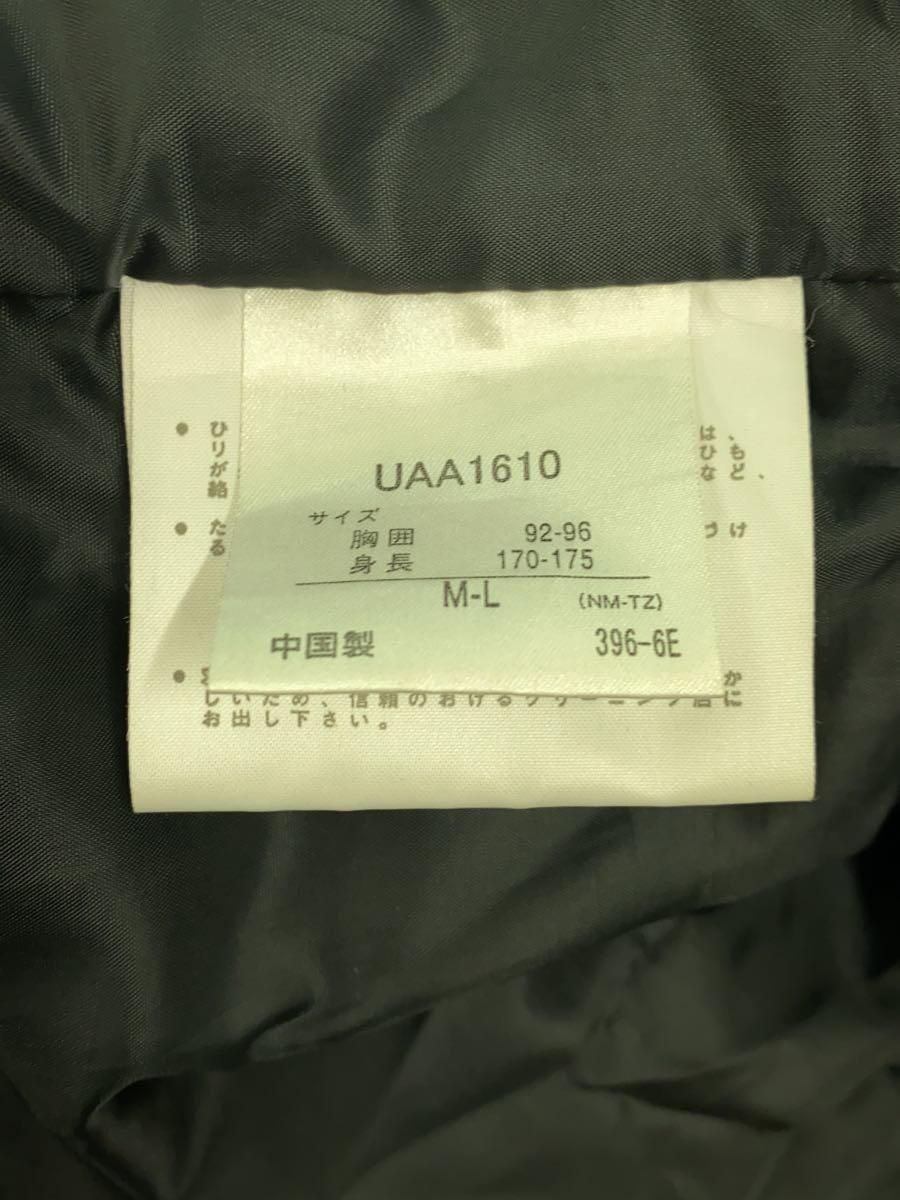 UAA1610
サイズ
胸囲 92-96
身長 170-175
M-L (NM-TZ)
中国製 396-6E
● ひ は、
り ひも
が など、
絡
● た づけ
る
● か
しいため、信頼のおけるクリーニング店に
お出し下さい。